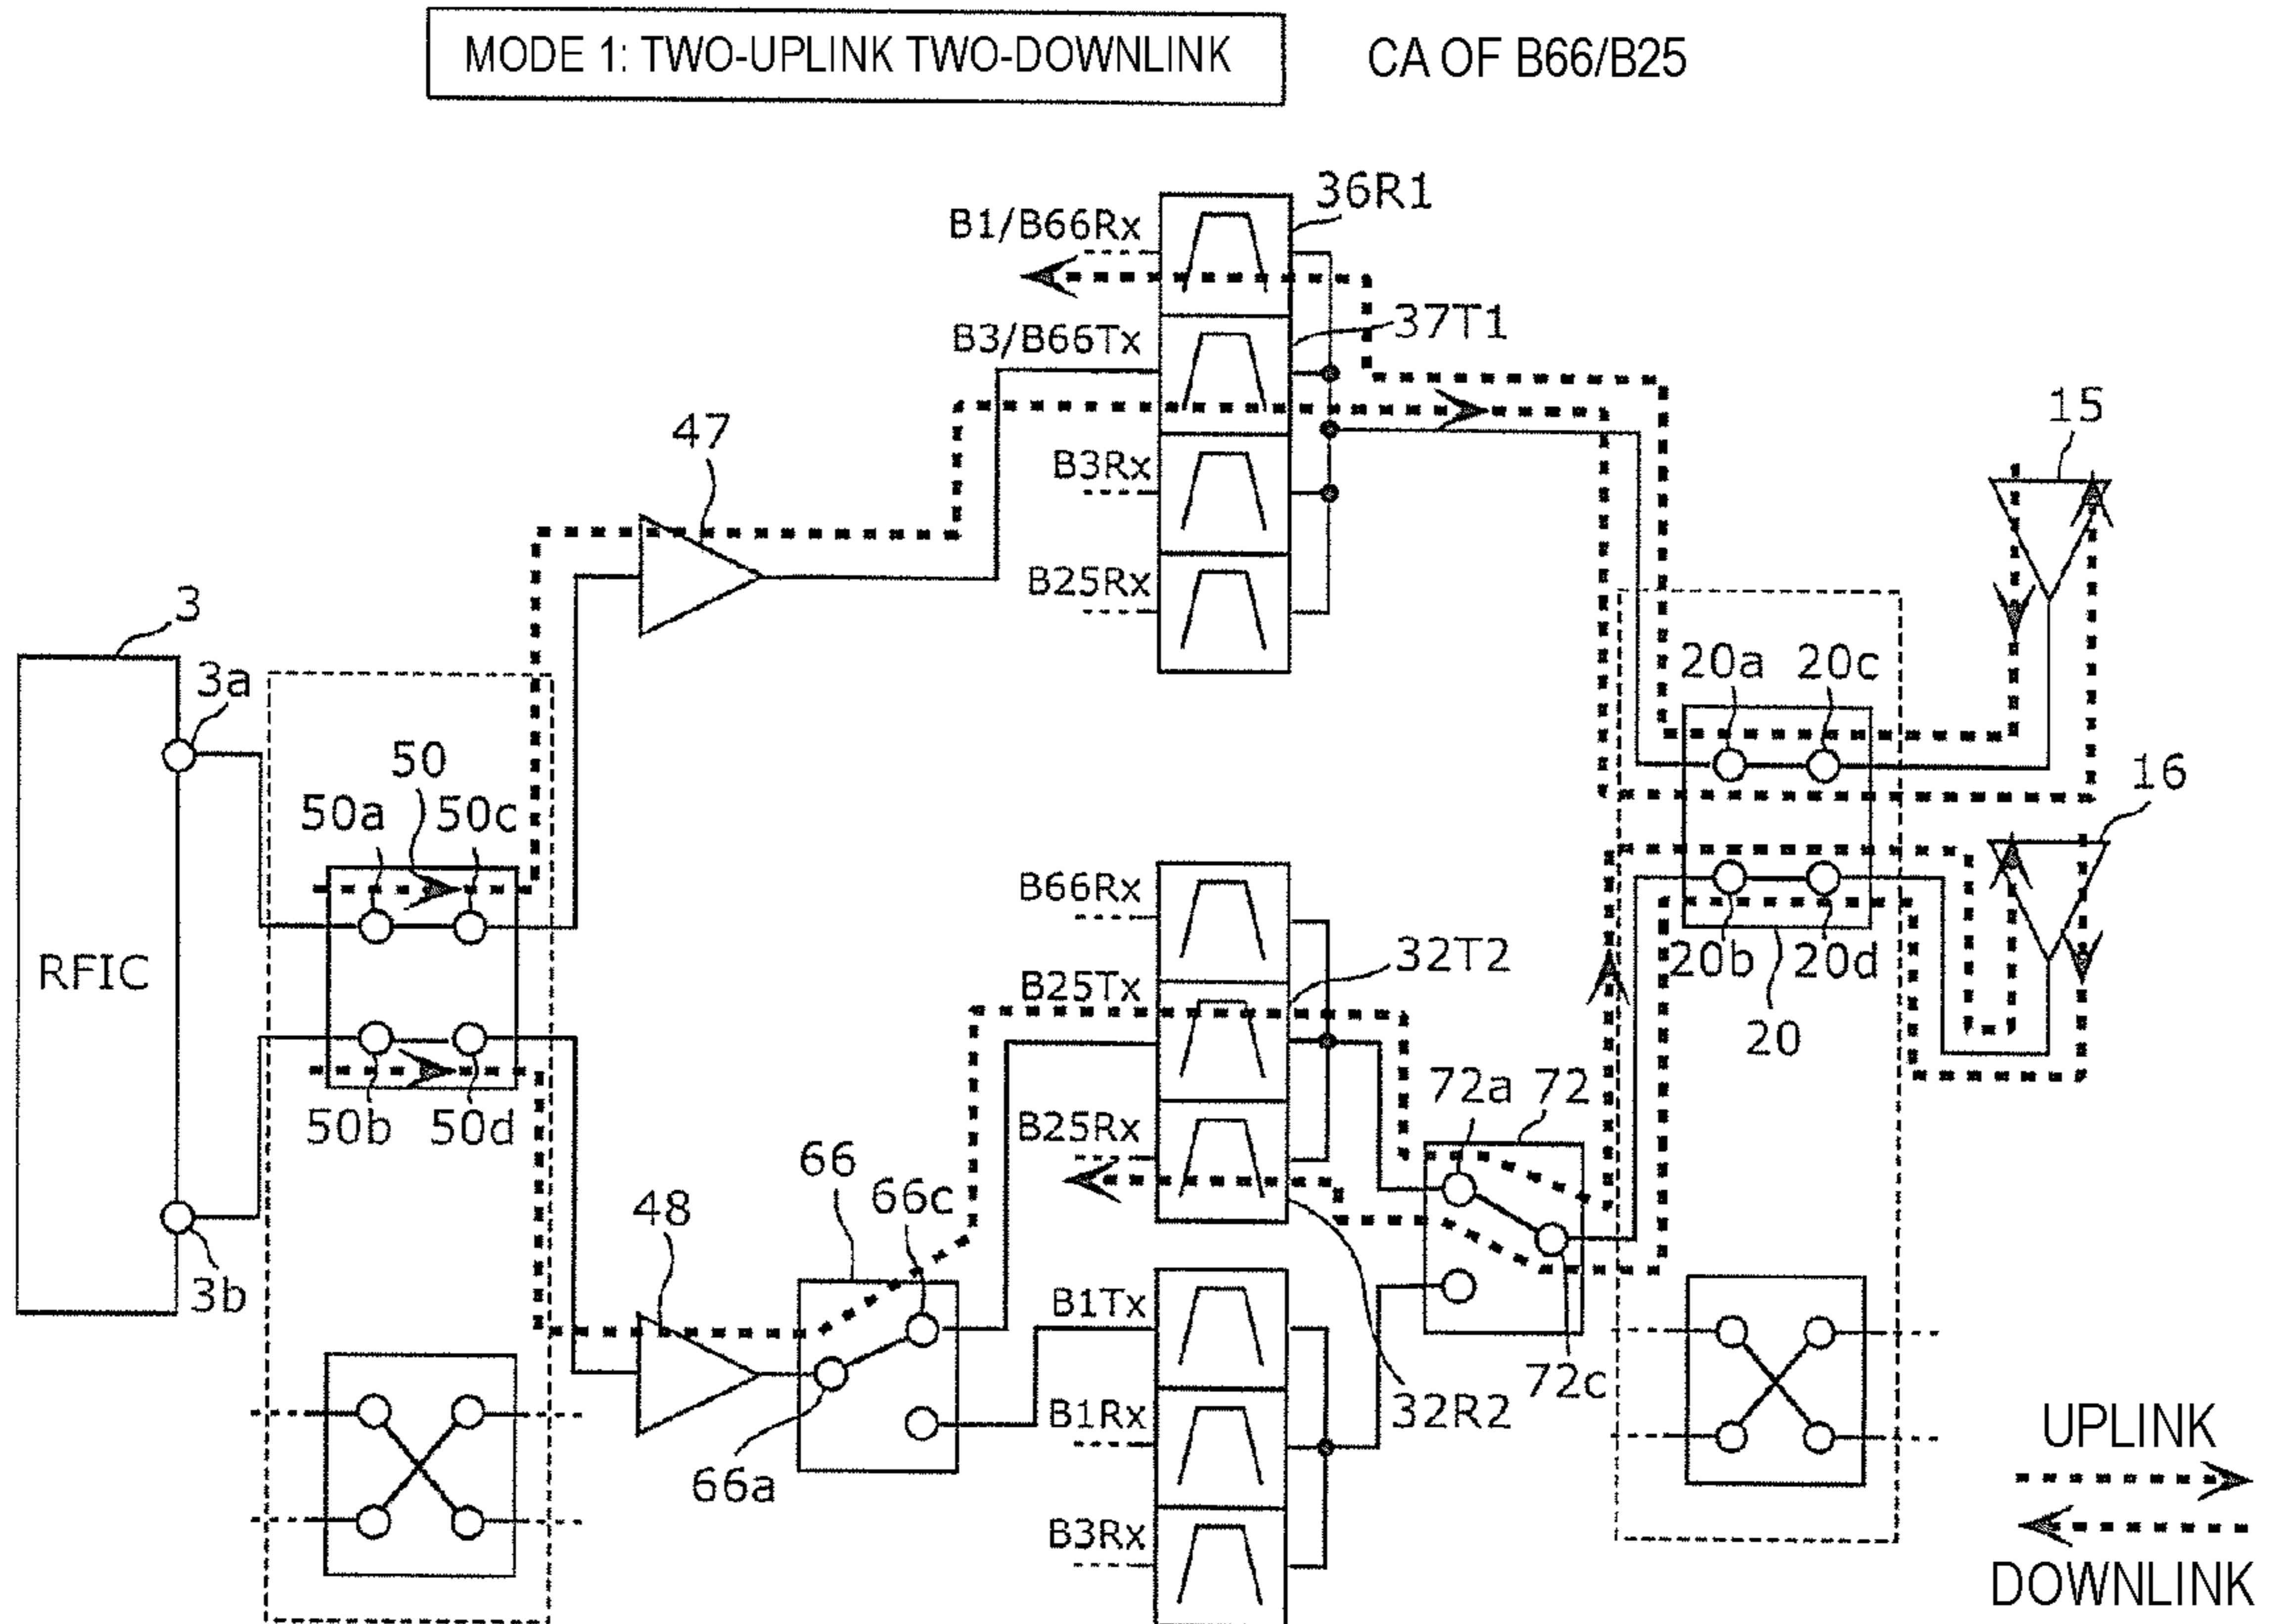 MODE 1: TWO-UPLINK TWO-DOWNLINK
CA OF B66/B25
36R1
B1/B66Rx
37T1
B3/B66Tx
15
47
B3Rx
B25Rx
3
3a
20a 20c
50
16
50a 50c
B66Rx
RFIC
32T2
20b 20d
B25Tx
20
72a 72
50b 50d
B25Rx
66
66c
48
3b
B1Tx
72c
32R2
B1Rx
UPLINK
66a
B3Rx
DOWNLINK